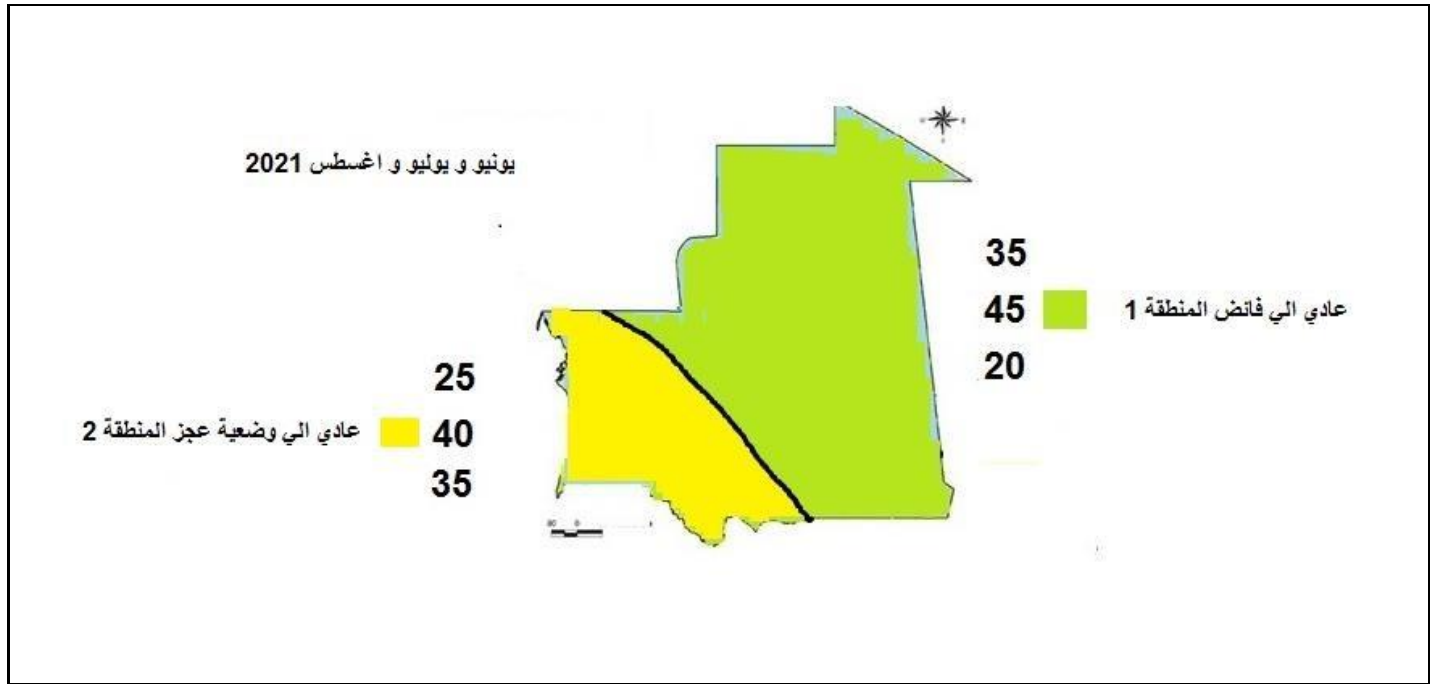 يونيو و يوليو و اغسطس 2021
35
45
20
عادي الي فائض المنطقة 1
25
40
35
عادي الي وضعية عجز المنطقة 2